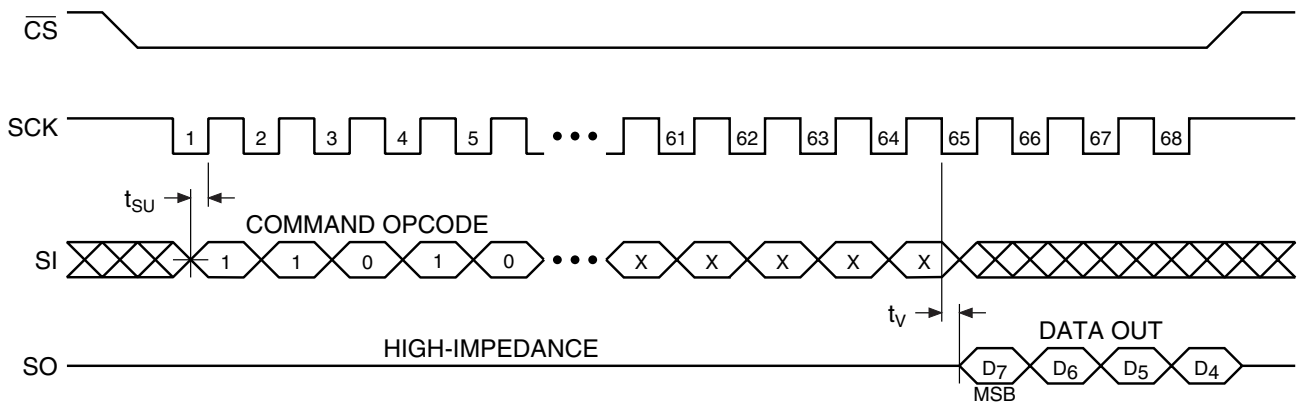 CS
SCK 1 2 3 4 5 ••• 61 62 63 64 65 66 67 68
tSU
COMMAND OPCODE
SI 1 1 0 1 0 ••• X X X X X
tV
DATA OUT
HIGH-IMPEDANCE
SO D7 D6 D5 D4
MSB